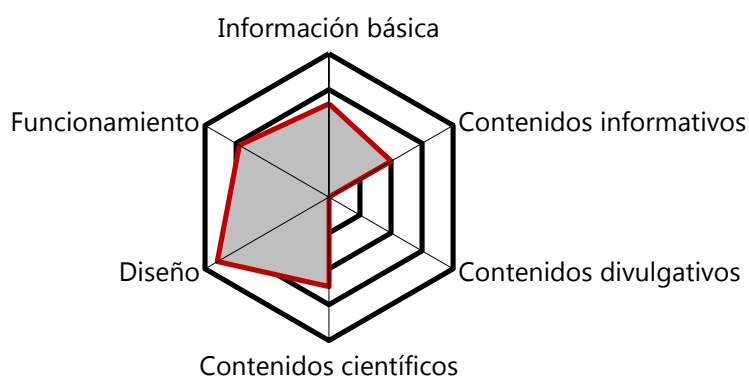 Información básica
Funcionamiento
Contenidos informativos
Diseño
Contenidos divulgativos
Contenidos científicos